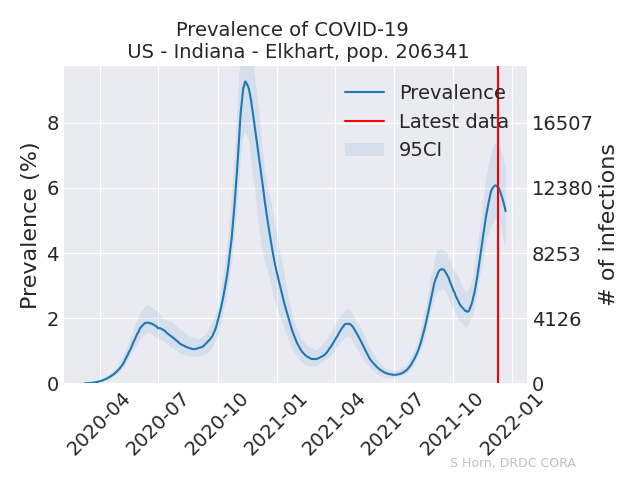 Prevalence of COVID-19
US - Indiana - Elkhart, pop. 206341
Prevalence
Latest data
95CI
Prevalence (%)
8
6
4
2
0
16507
12380
8253
4126
0
# of infections
2020-04
2020-07
2020-10
2021-01
2021-04
2021-07
2021-10
2022-01
S Horn, DRDC CORA